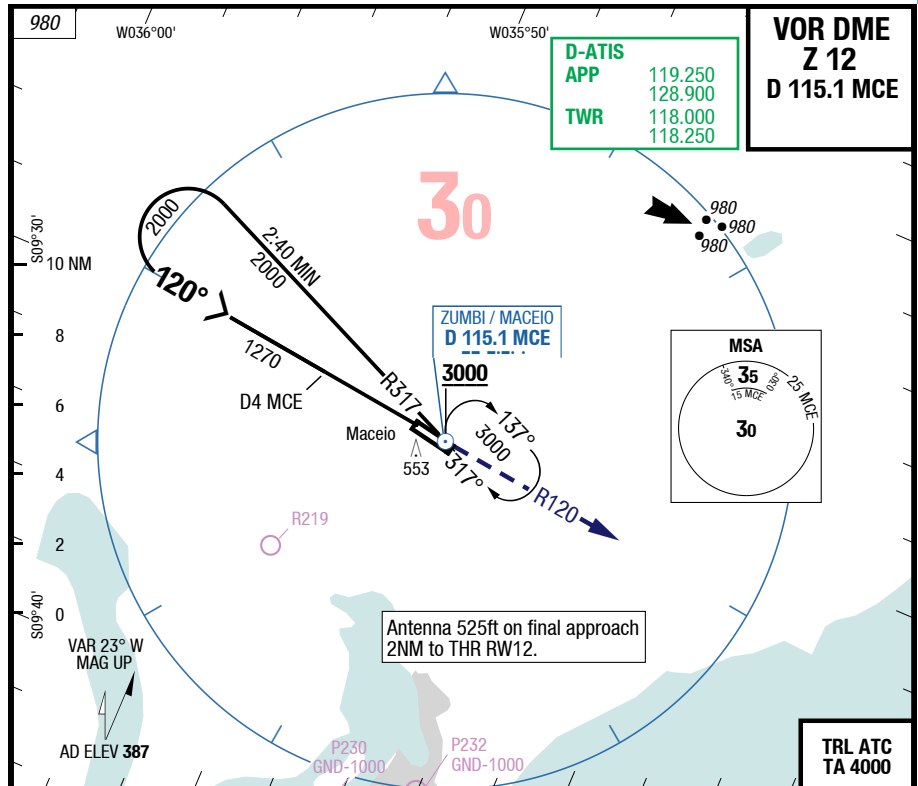 980
W036°00'
W035°50'
VOR DME
Z 12
D 115.1 MCE
D-ATIS
APP 119.250
128.900
TWR 118.000
118.250
30
980
980
980
S09°30'
10 NM
8
6
4
2
0
S09°40'
2000
2:40 MIN
2000
120°
1270
D4 MCE
R317
ZUMBI / MACEIO
D 115.1 MCE
3000
137°
3000
317°
R120
Maceio
553
MSA
35
340°
030°
15 MCE
25 MCE
30
R219
Antenna 525ft on final approach
2NM to THR RW12.
VAR 23° W
MAG UP
AD ELEV 387
P230
GND-1000
P232
GND-1000
TRL ATC
TA 4000